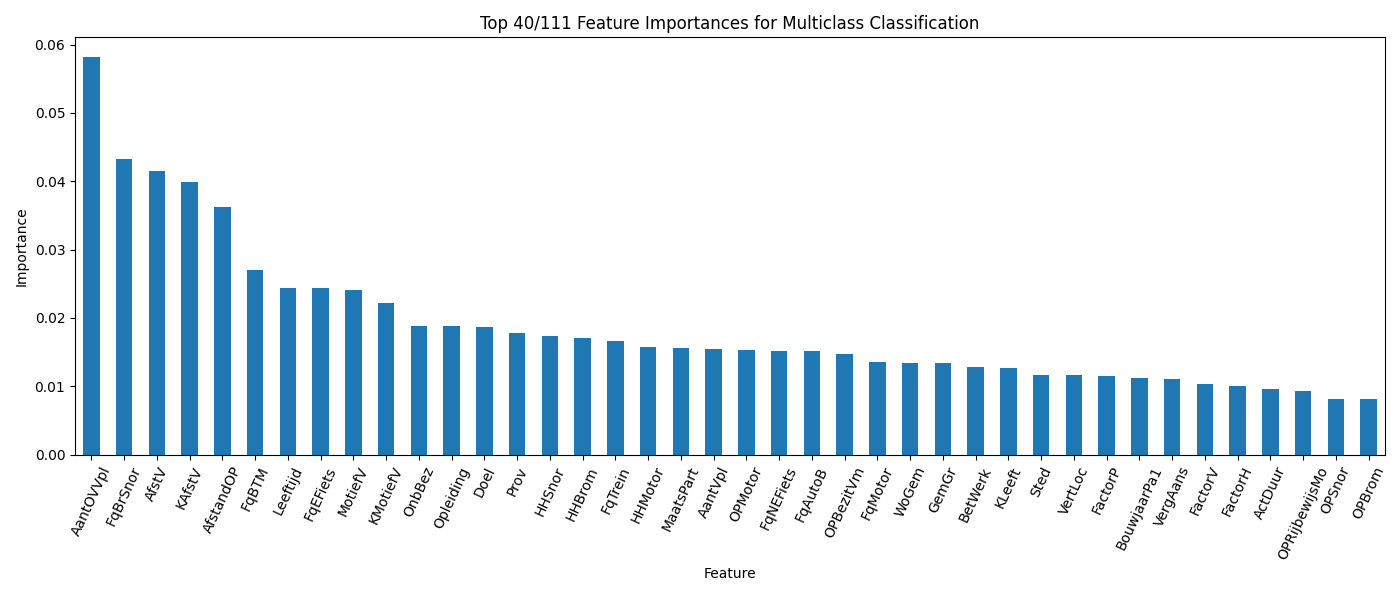 Top 40/111 Feature Importances for Multiclass Classification
Importance
0.06
0.05
0.04
0.03
0.02
0.01
0.00
AantOVVpl
FqBrSnor
AfstV
KAfstV
AfstandOP
FqBTM
Leeftijd
FqEFiets
MotiefV
KMotiefV
OnbBez
Opleiding
Doel
Prov
HHSnor
HHBrom
FqTrein
HHMotor
MaatsPart
AantVpl
OPMotor
FqNEFiets
FqAutoB
OPBezitVm
FqMotor
WoGem
GemGr
BetWerk
KLeeft
Sted
VertLoc
FactorP
BouwjaarPa1
VergAans
FactorV
FactorH
ActDuur
OPRijbewijsMo
OPSnor
OPBrom
Feature